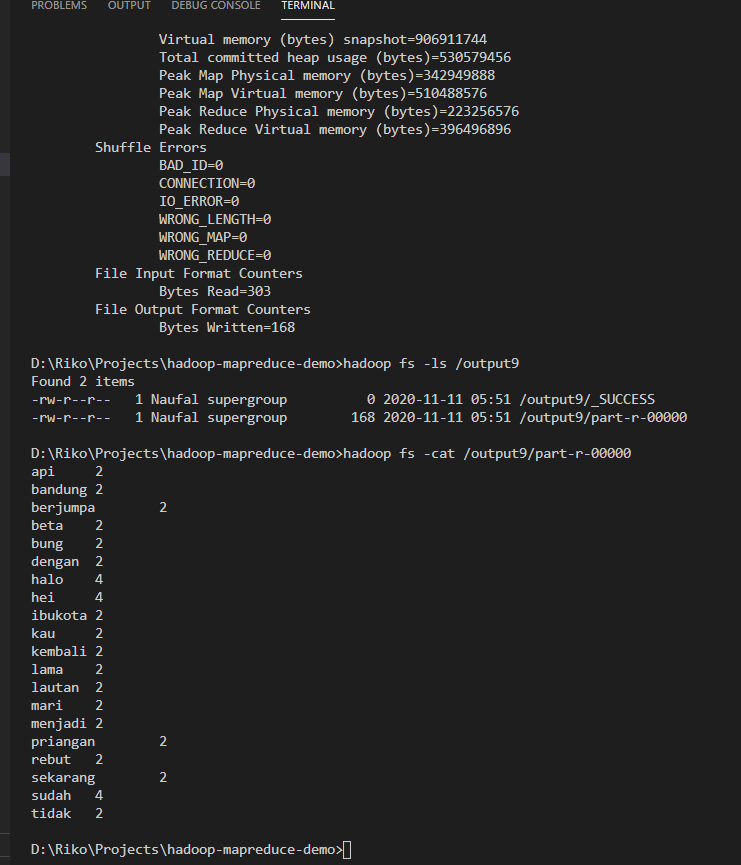 PROBLEMS OUTPUT DEBUG CONSOLE TERMINAL
Virtual memory (bytes) snapshot=906911744
Total committed heap usage (bytes)=530579456
Peak Map Physical memory (bytes)=342949888
Peak Map Virtual memory (bytes)=510488576
Peak Reduce Physical memory (bytes)=223256576
Peak Reduce Virtual memory (bytes)=396496896
Shuffle Errors
BAD_ID=0
CONNECTION=0
IO_ERROR=0
WRONG_LENGTH=0
WRONG_MAP=0
WRONG_REDUCE=0
File Input Format Counters
Bytes Read=303
File Output Format Counters
Bytes Written=168
D:\Riko\Projects\hadoop-mapreduce-demo>hadoop fs -ls /output9
Found 2 items
-rw-r--r-- 1 Naufal supergroup 0 2020-11-11 05:51 /output9/_SUCCESS
-rw-r--r-- 1 Naufal supergroup 168 2020-11-11 05:51 /output9/part-r-00000
D:\Riko\Projects\hadoop-mapreduce-demo>hadoop fs -cat /output9/part-r-00000
api 2
bandung 2
berjumpa 2
beta 2
bung 2
dengan 2
halo 4
hei 4
ibukota 2
kau 2
kembali 2
lama 2
lautan 2
mari 2
menjadi 2
priangan 2
rebut 2
sekarang 2
sudah 4
tidak 2
D:\Riko\Projects\hadoop-mapreduce-demo>